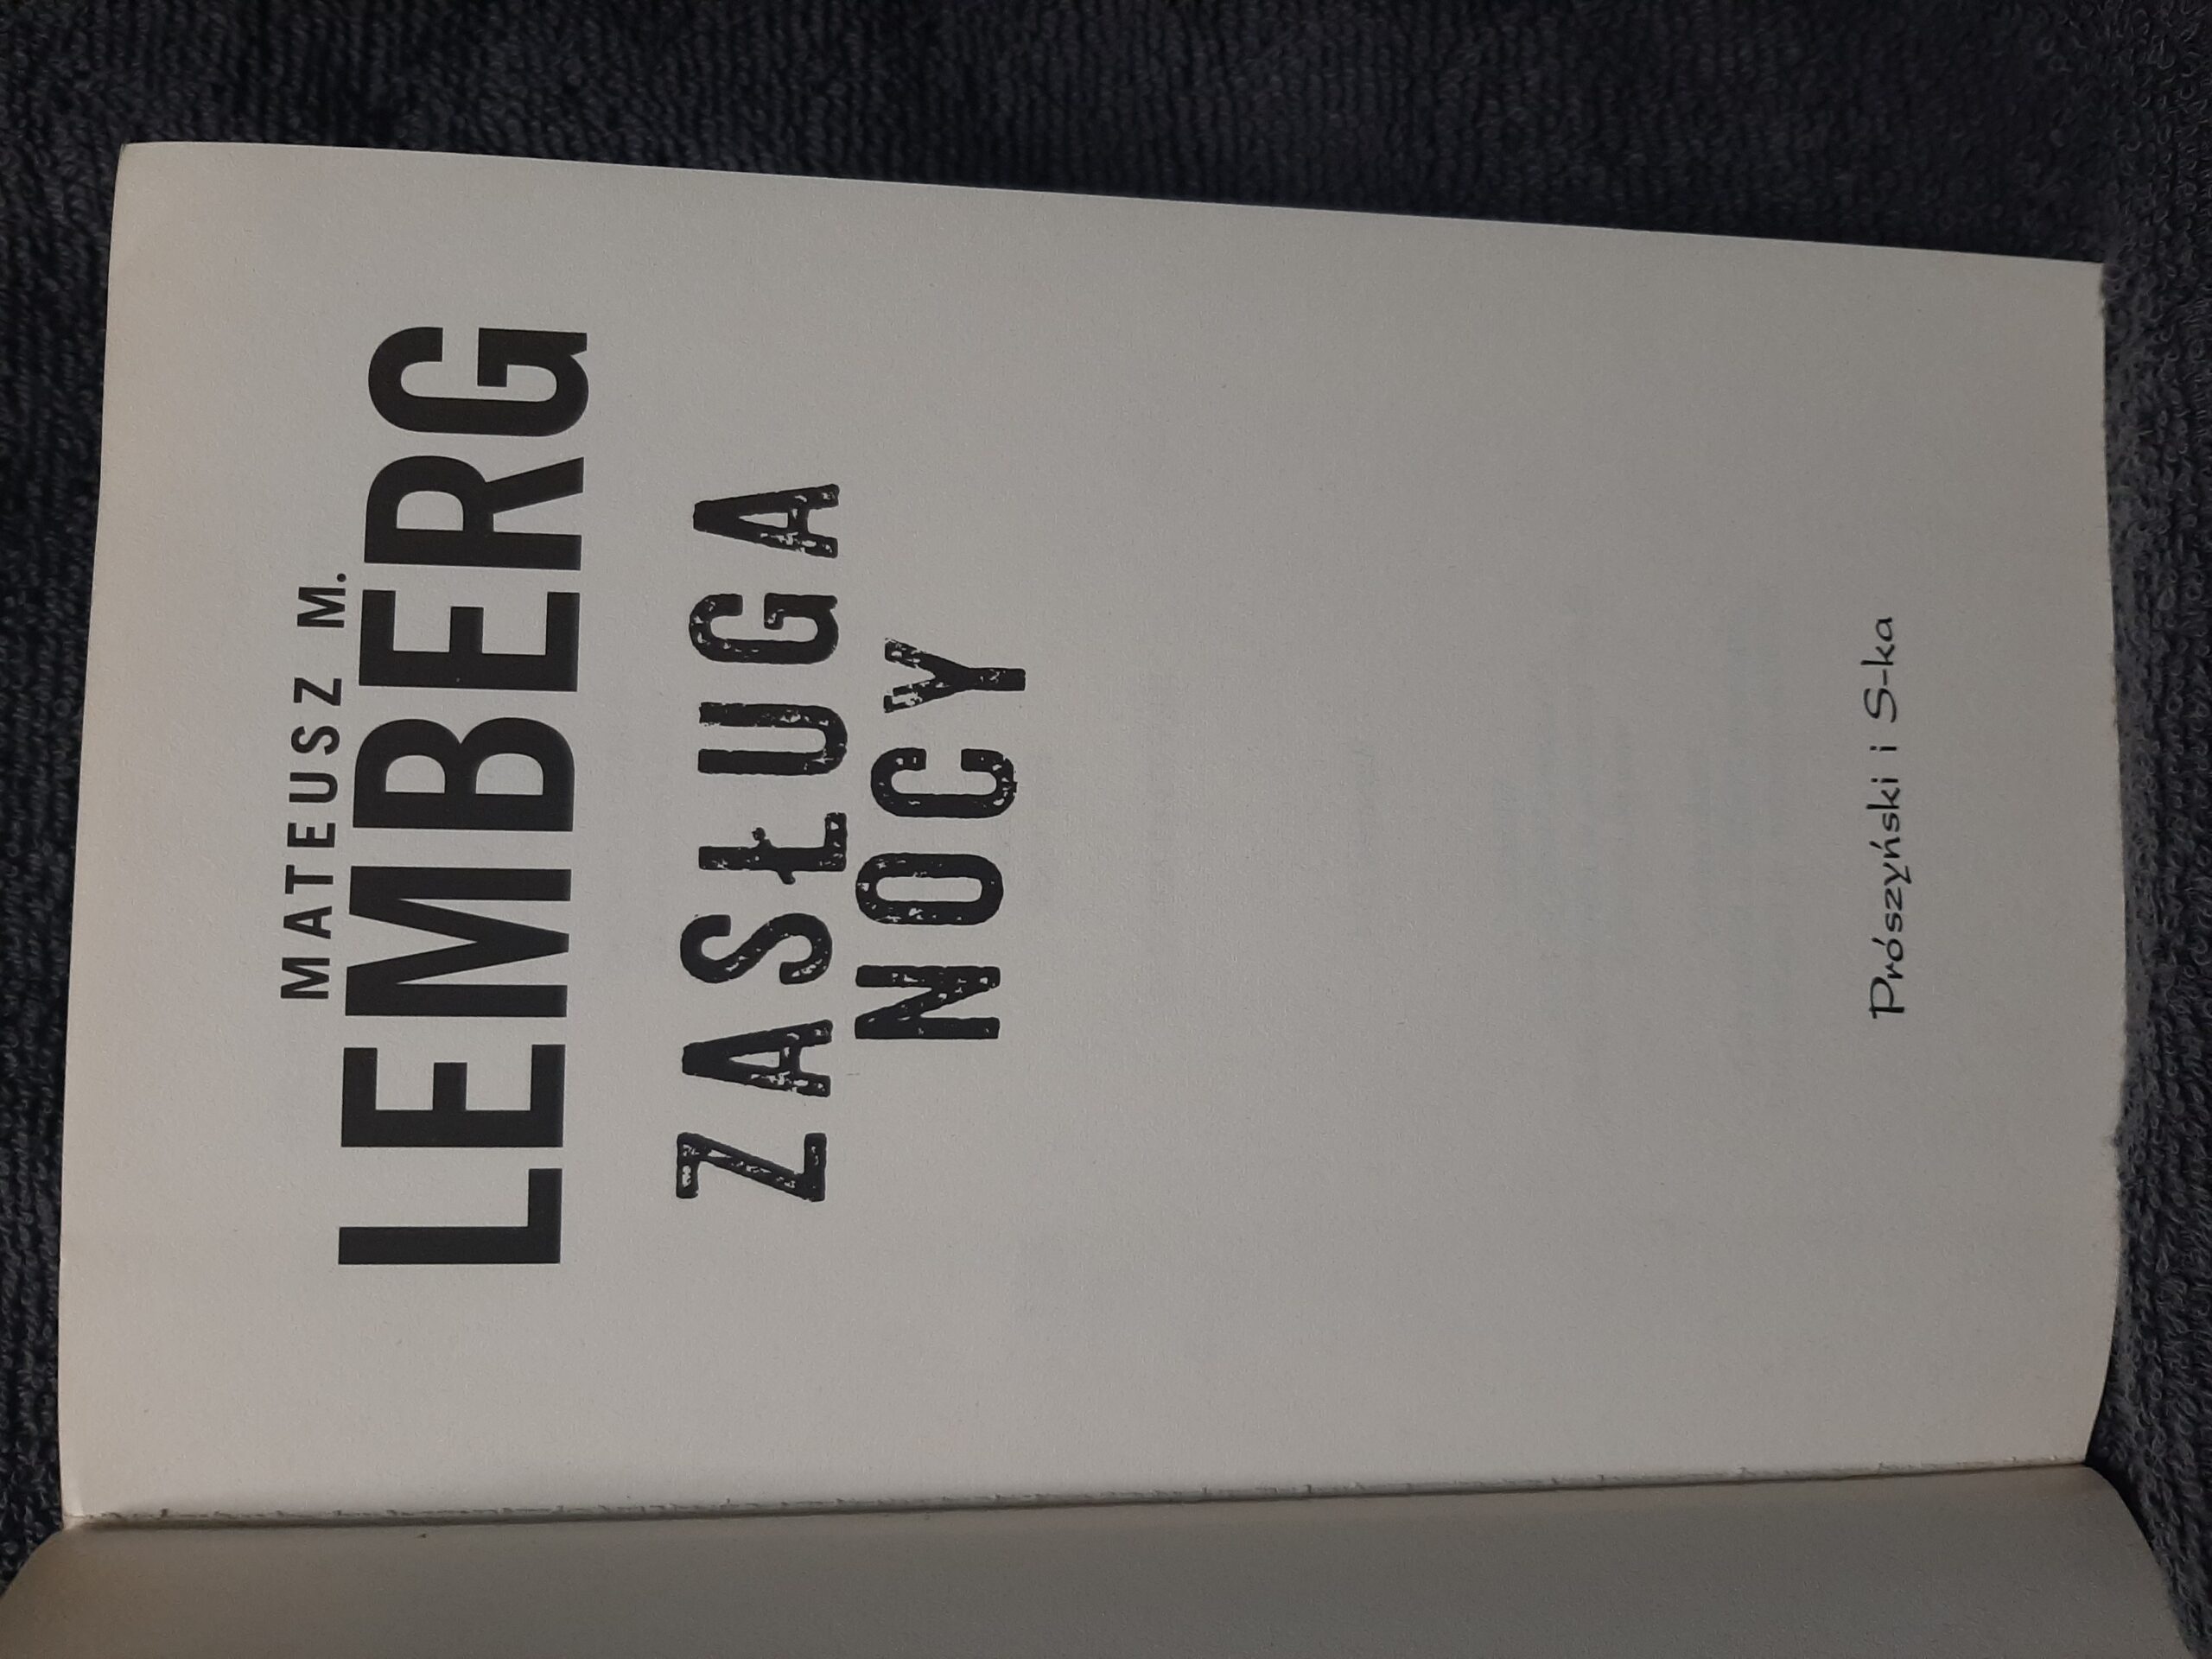 MATEUSZ M.
LEMBERG
ZASŁUGA
NOCY
Prószyński i S-ka